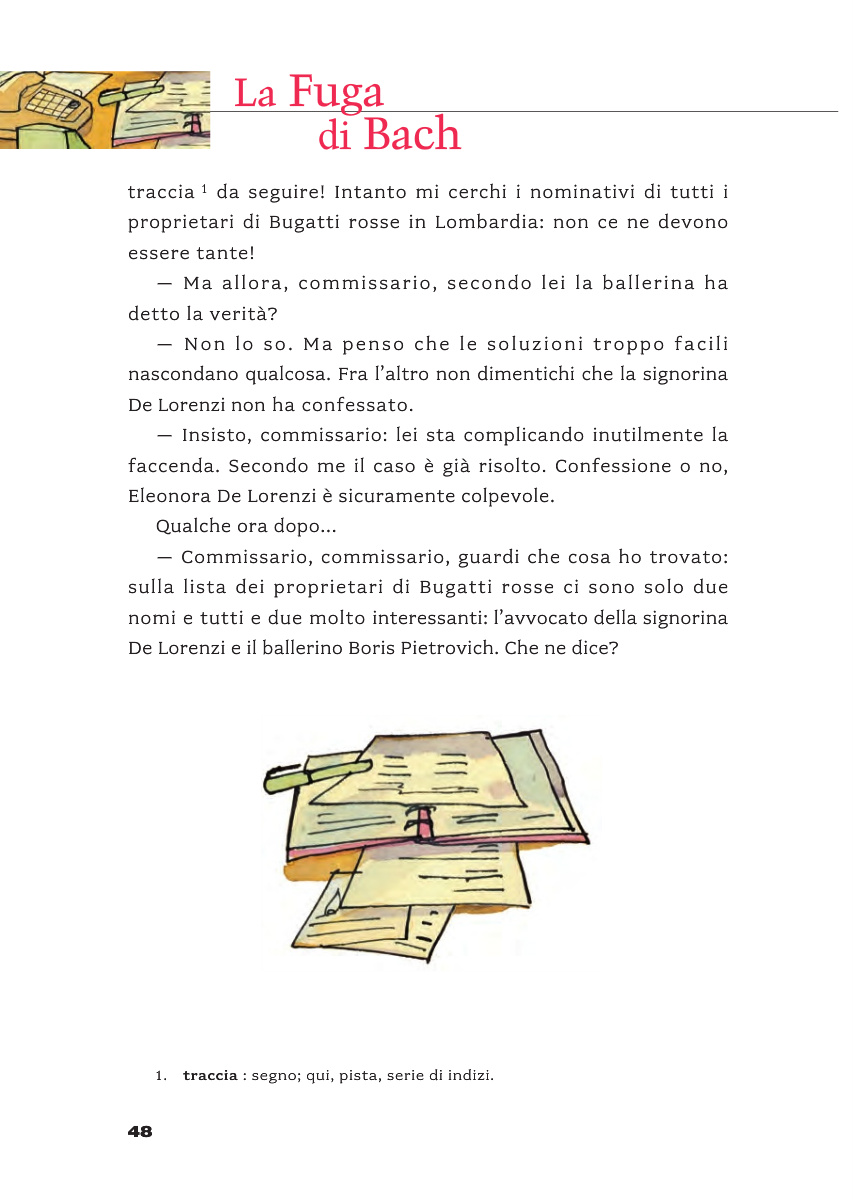 La Fuga
di Bach
traccia 1 da seguire! Intanto mi cerchi i nominativi di tutti i
proprietari di Bugatti rosse in Lombardia: non ce ne devono
essere tante!
— Ma allora, commissario, secondo lei la ballerina ha
detto la verità?
— Non lo so. Ma penso che le soluzioni troppo facili
nascondano qualcosa. Fra l’altro non dimentichi che la signorina
De Lorenzi non ha confessato.
— Insisto, commissario: lei sta complicando inutilmente la
faccenda. Secondo me il caso è già risolto. Confessione o no,
Eleonora De Lorenzi è sicuramente colpevole.
Qualche ora dopo...
— Commissario, commissario, guardi che cosa ho trovato:
sulla lista dei proprietari di Bugatti rosse ci sono solo due
nomi e tutti e due molto interessanti: l’avvocato della signorina
De Lorenzi e il ballerino Boris Pietrovich. Che ne dice?
1. traccia : segno; qui, pista, serie di indizi.
48